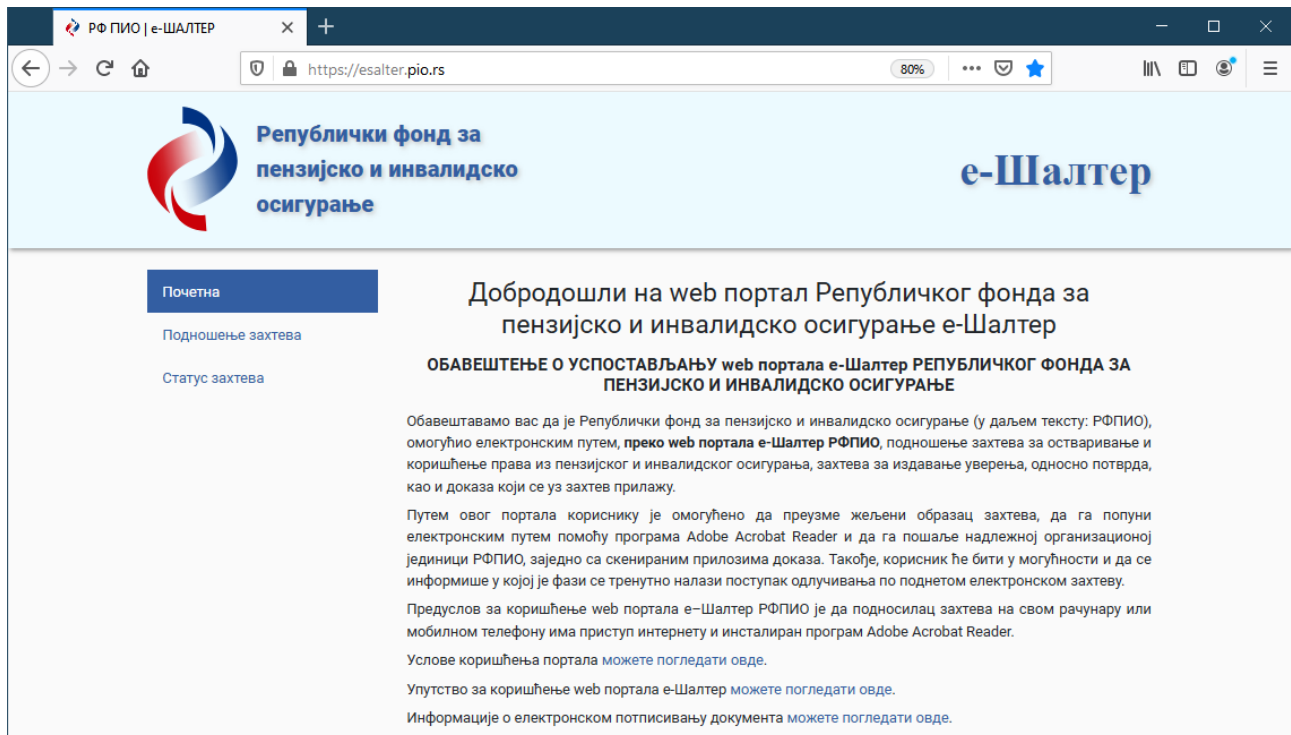 РФ ПИО | е-ШАЛТЕР
https://esalter.pio.rs
80%
Републички фонд за
пензијско и инвалидско
осигурање
е-Шалтер
Почетна
Подношење захтева
Статус захтева
Добродошли на web портал Републичког фонда за
пензијско и инвалидско осигурање е-Шалтер
ОБАВЕШТЕЊЕ О УСПОСТАВЉАЊУ web портала е-Шалтер РЕПУБЛИЧКОГ ФОНДА ЗА
ПЕНЗИЈСКО И ИНВАЛИДСКО ОСИГУРАЊЕ
Обавештавамо вас да је Републички фонд за пензијско и инвалидско осигурање (у даљем тексту: РФПИО),
омогућио електронским путем, преко web портала е-Шалтер РФПИО, подношење захтева за остваривање и
коришћење права из пензијског и инвалидског осигурања, захтева за издавање уверења, односно потврда,
као и доказа који се уз захтев прилажу.
Путем овог портала кориснику је омогућено да преузме жељени образац захтева, да га попуни
електронским путем помоћу програма Adobe Acrobat Reader и да га пошаље надлежној организационој
јединици РФПИО, заједно са скенираним прилозима доказа. Такође, корисник ће бити у могућности и да се
информише у којој је фази се тренутно налази поступак одлучивања по поднетом електронском захтеву.
Предуслов за коришћење web портала е–Шалтер РФПИО је да подносилац захтева на свом рачунару или
мобилном телефону има приступ интернету и инсталиран програм Adobe Acrobat Reader.
Услове коришћења портала можете погледати овде.
Упутство за коришћење web портала е-Шалтер можете погледати овде.
Информације о електронском потписивању документа можете погледати овде.